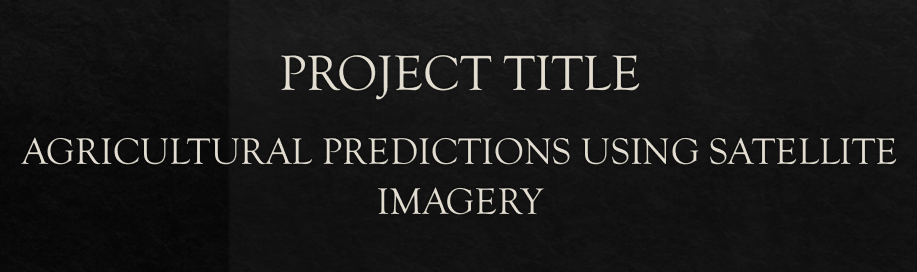 PROJECT TITLE
AGRICULTURAL PREDICTIONS USING SATELLITE
IMAGERY